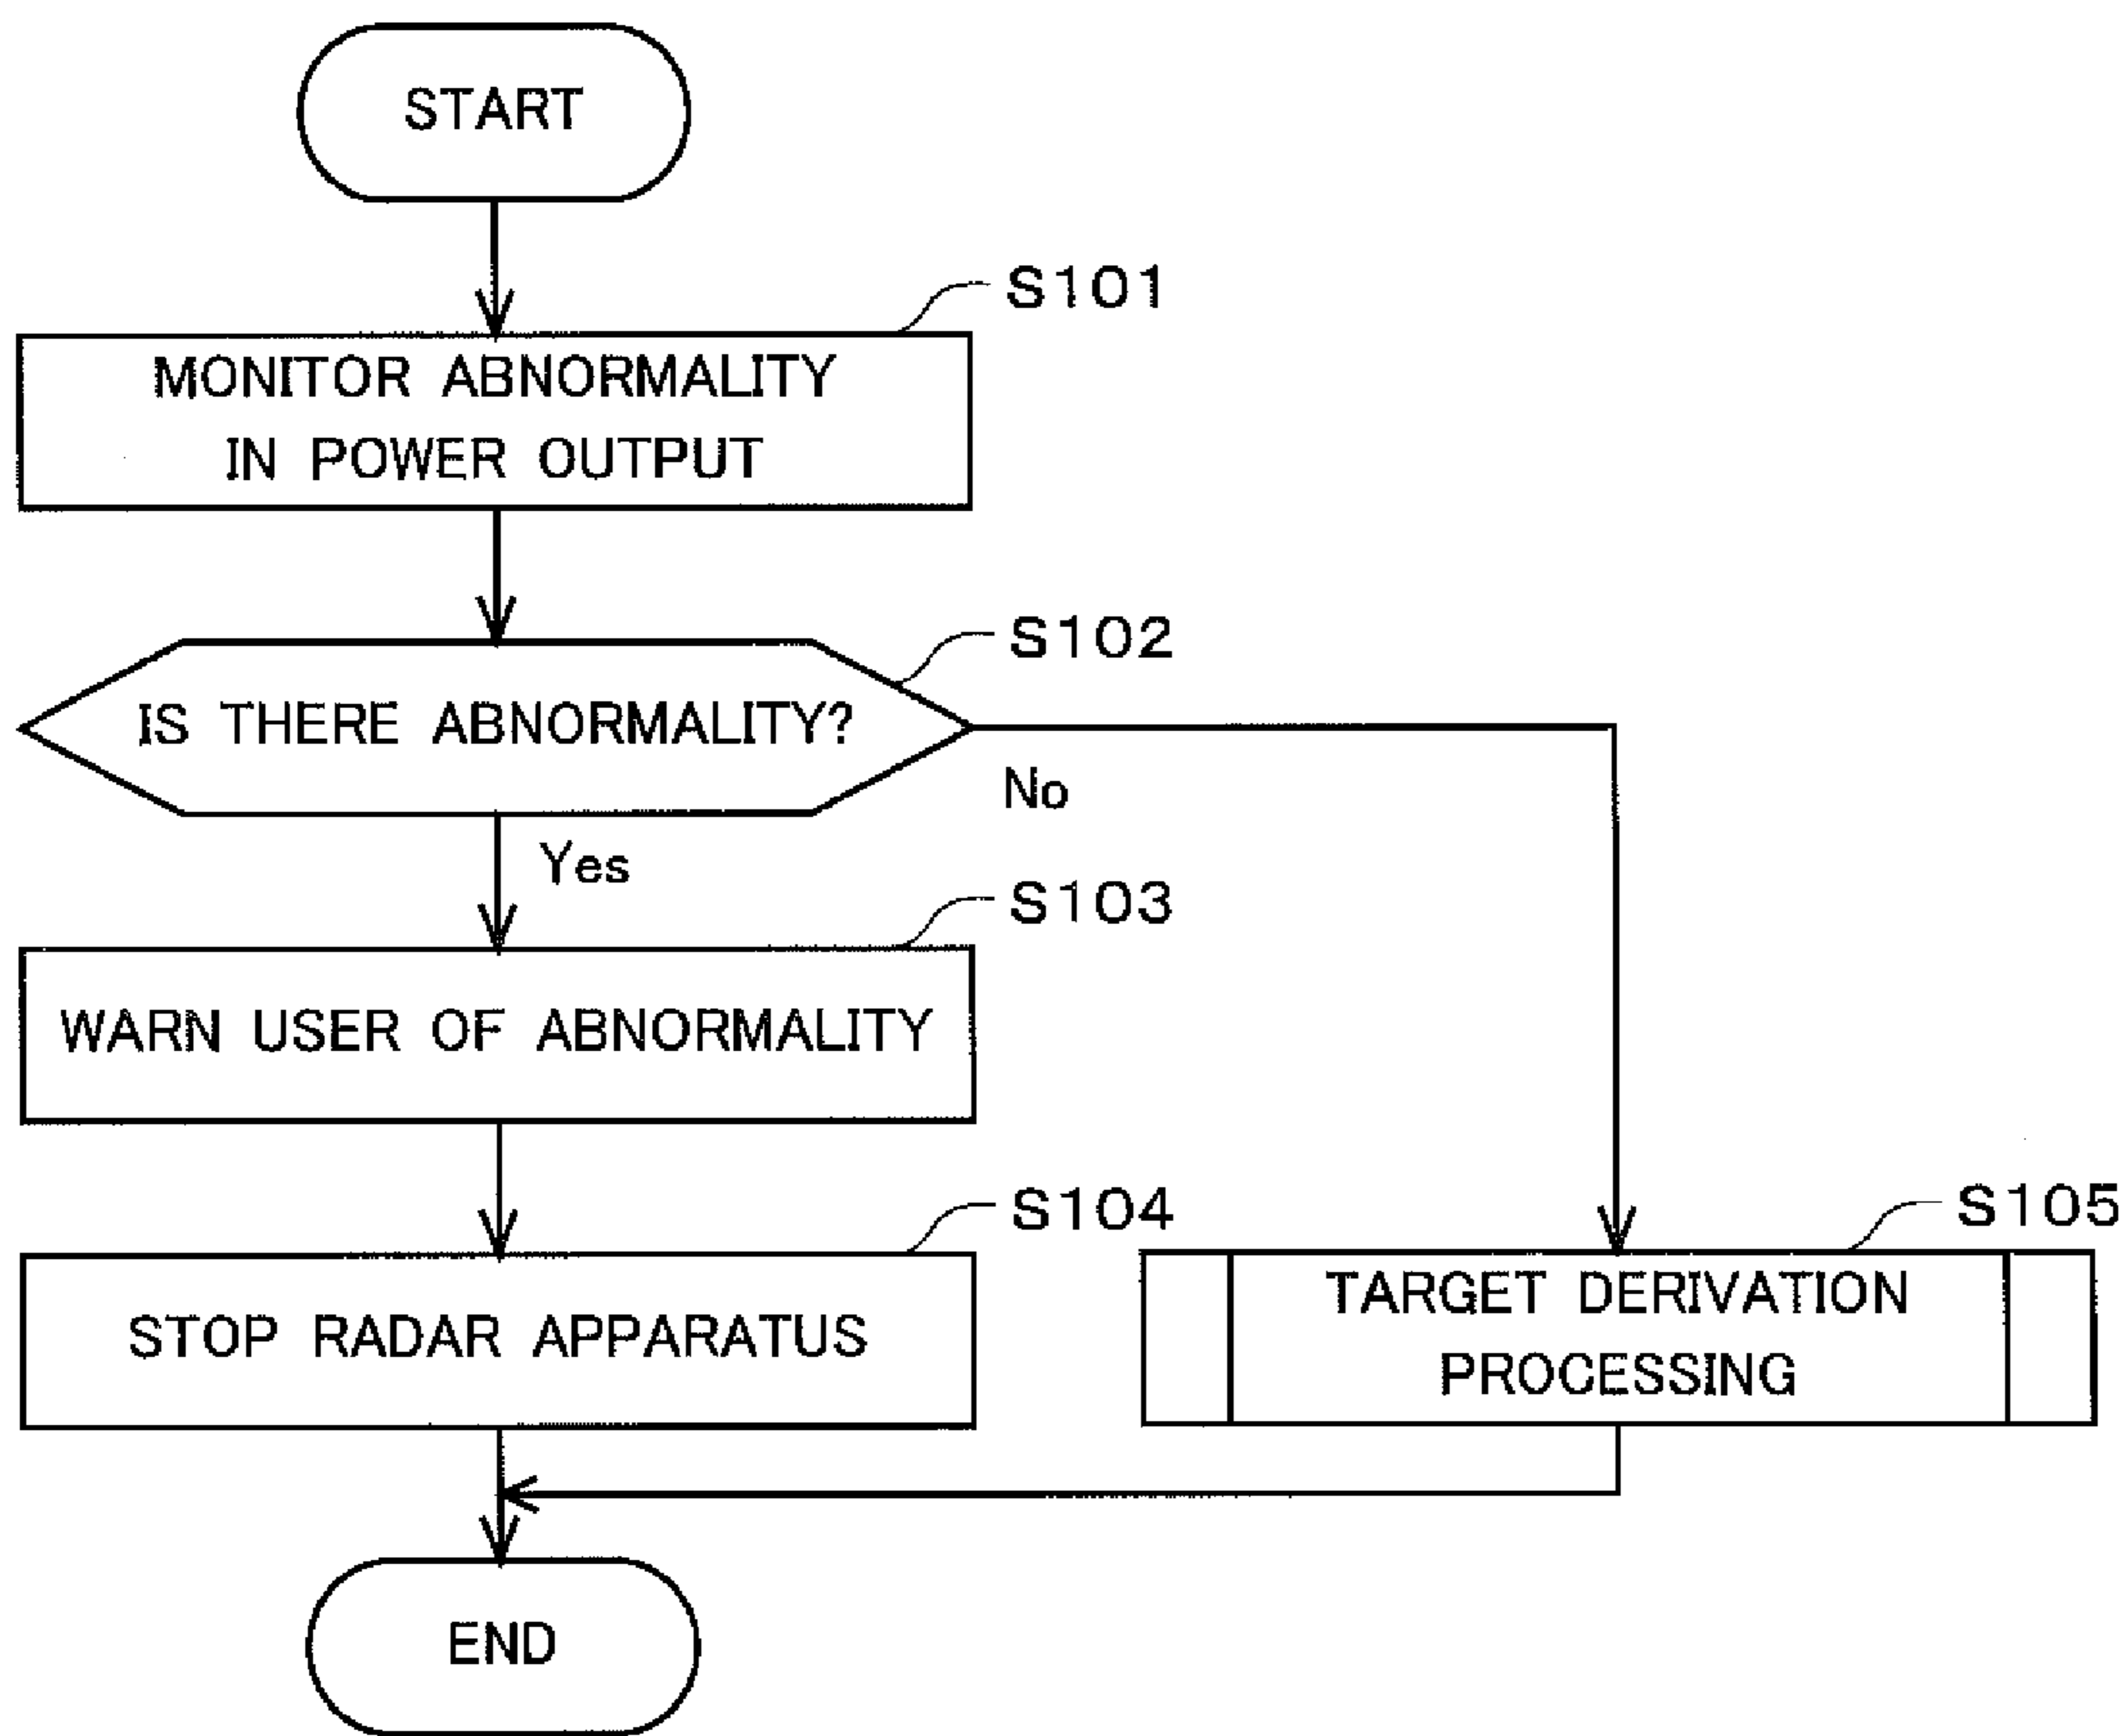 START
S101
MONITOR ABNORMALITY
IN POWER OUTPUT
S102
IS THERE ABNORMALITY?
No
Yes
S103
WARN USER OF ABNORMALITY
S104
STOP RADAR APPARATUS
S105
TARGET DERIVATION
PROCESSING
END